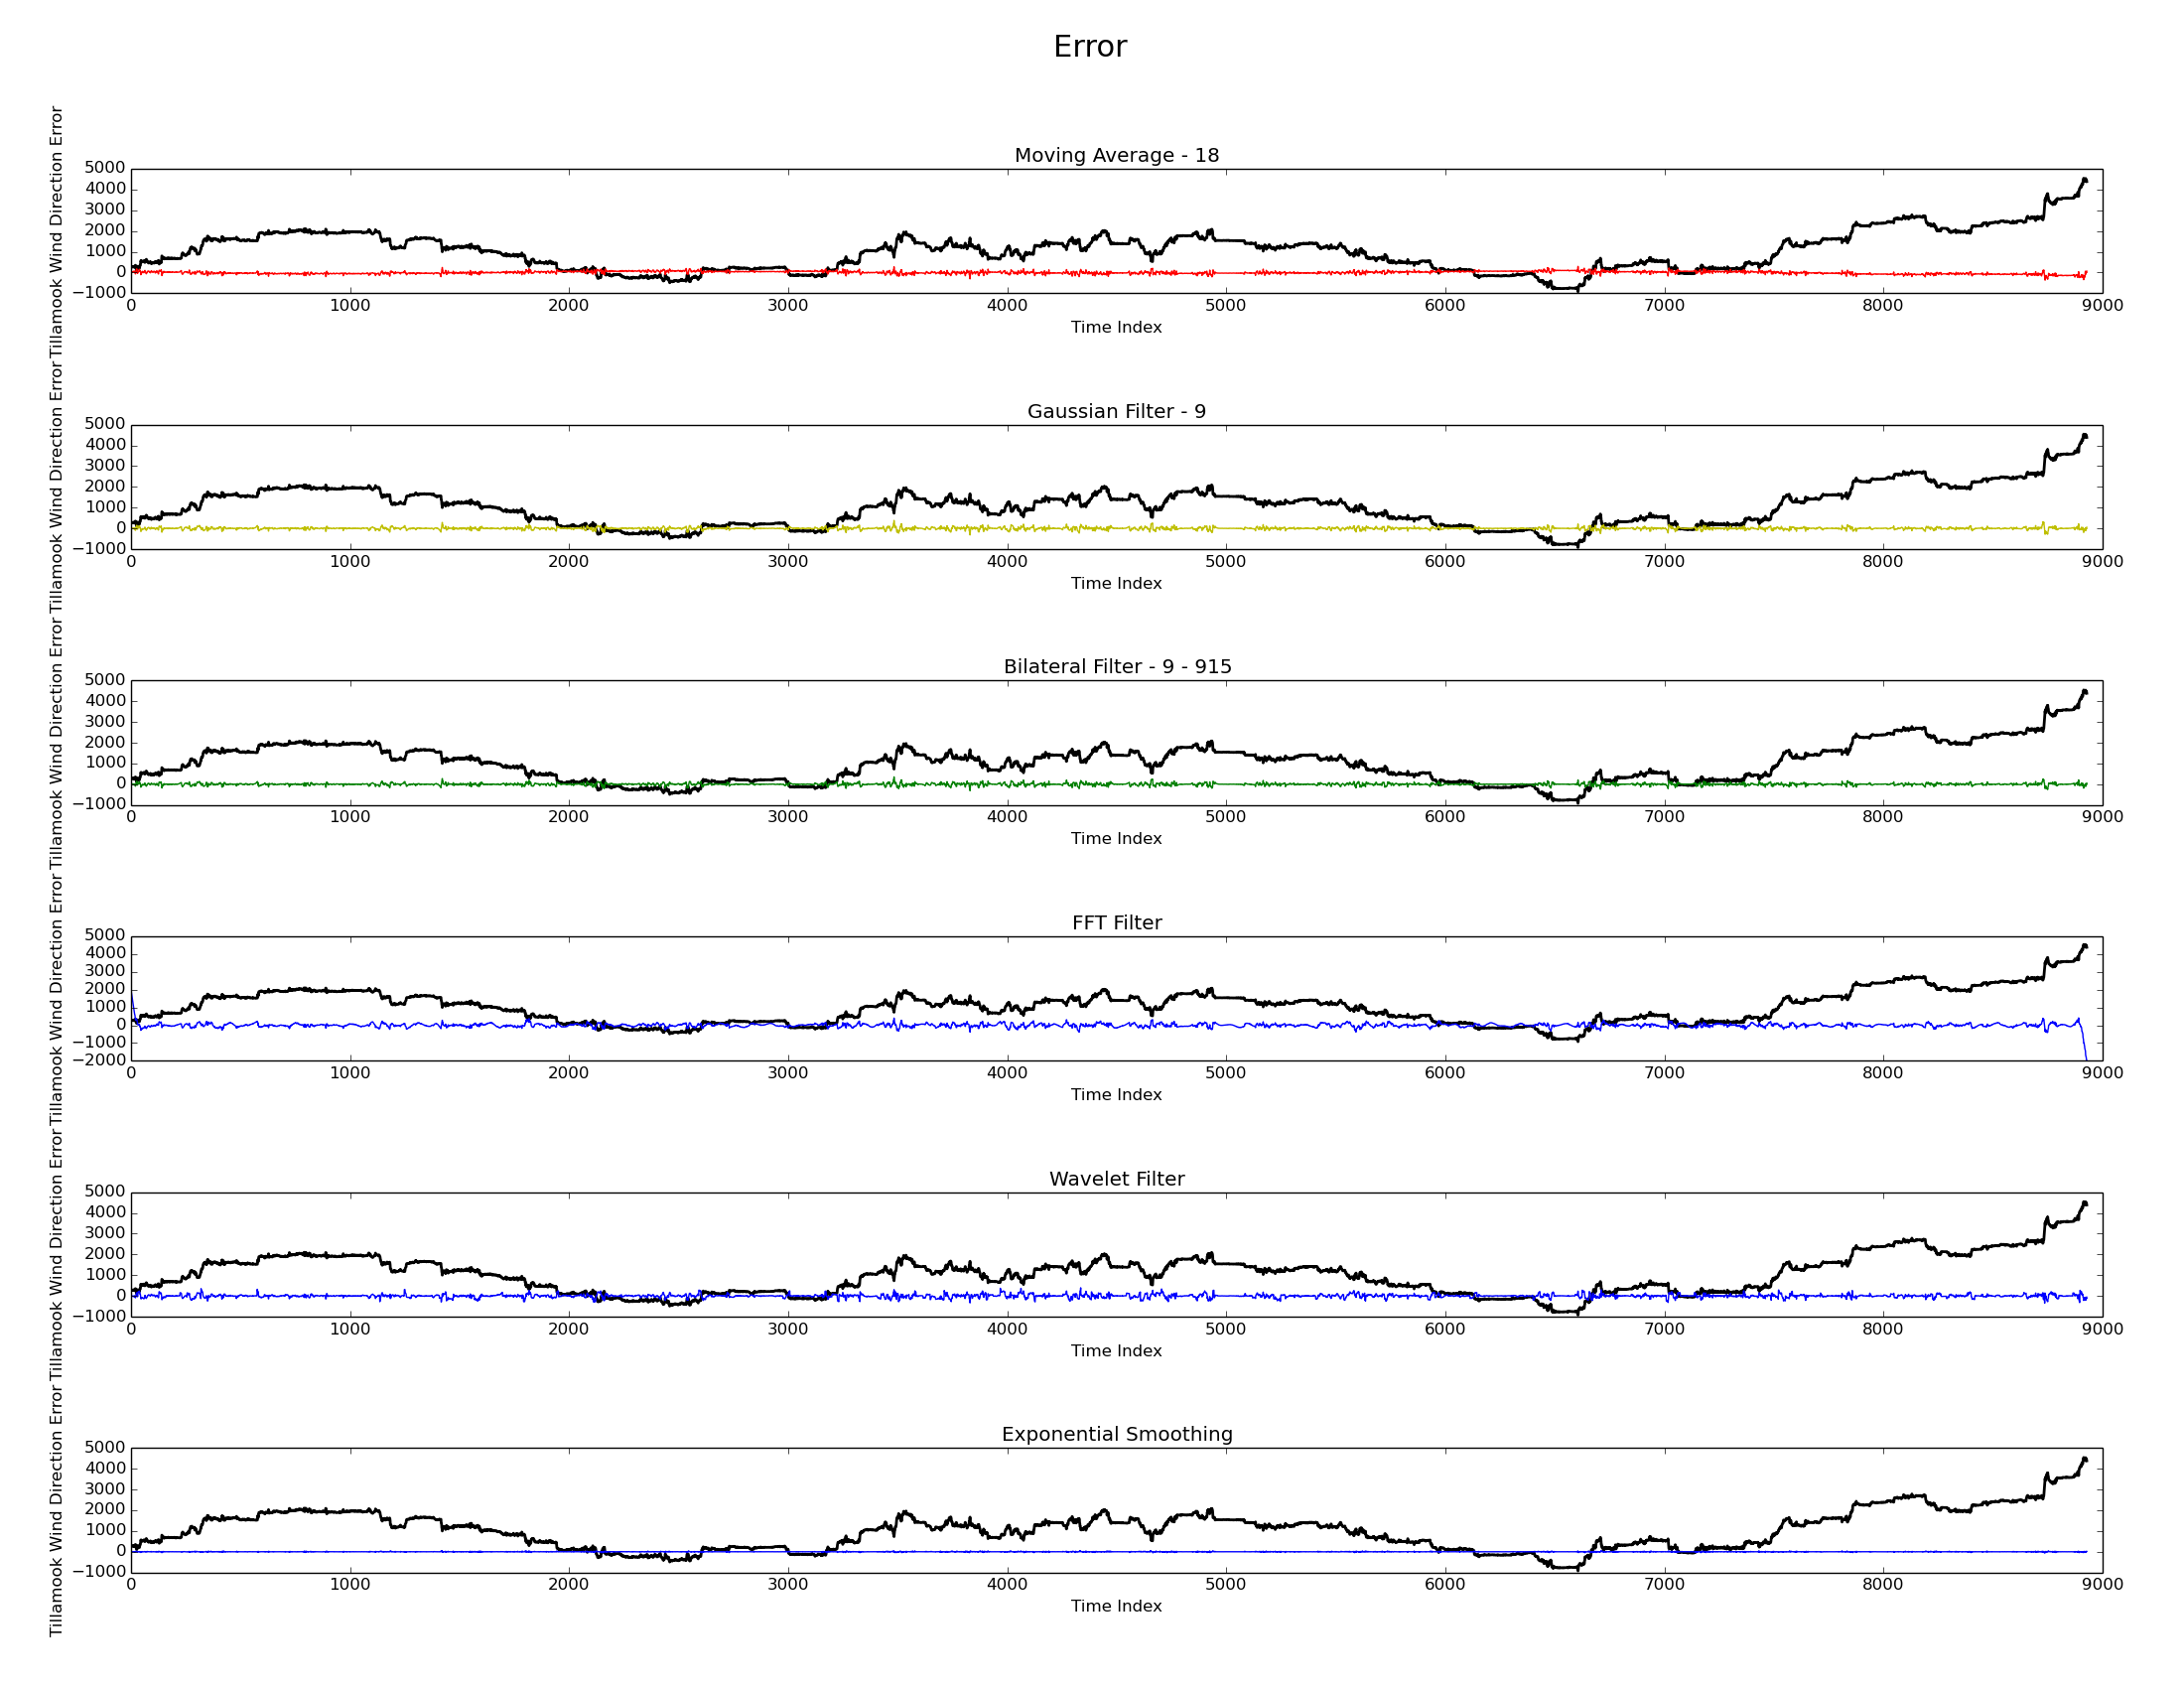 Error
Tillamook Wind Direction Error
Moving Average - 18
5000
4000
3000
2000
1000
0
−1000
0 1000 2000 3000 4000 5000 6000 7000 8000 9000
Time Index
Tillamook Wind Direction Error
Gaussian Filter - 9
5000
4000
3000
2000
1000
0
−1000
0 1000 2000 3000 4000 5000 6000 7000 8000 9000
Time Index
Tillamook Wind Direction Error
Bilateral Filter - 9 - 915
5000
4000
3000
2000
1000
0
−1000
0 1000 2000 3000 4000 5000 6000 7000 8000 9000
Time Index
Tillamook Wind Direction Error
FFT Filter
5000
4000
3000
2000
1000
0
−1000
−2000
0 1000 2000 3000 4000 5000 6000 7000 8000 9000
Time Index
Tillamook Wind Direction Error
Wavelet Filter
5000
4000
3000
2000
1000
0
−1000
0 1000 2000 3000 4000 5000 6000 7000 8000 9000
Time Index
Tillamook Wind Direction Error
Exponential Smoothing
5000
4000
3000
2000
1000
0
−1000
0 1000 2000 3000 4000 5000 6000 7000 8000 9000
Time Index